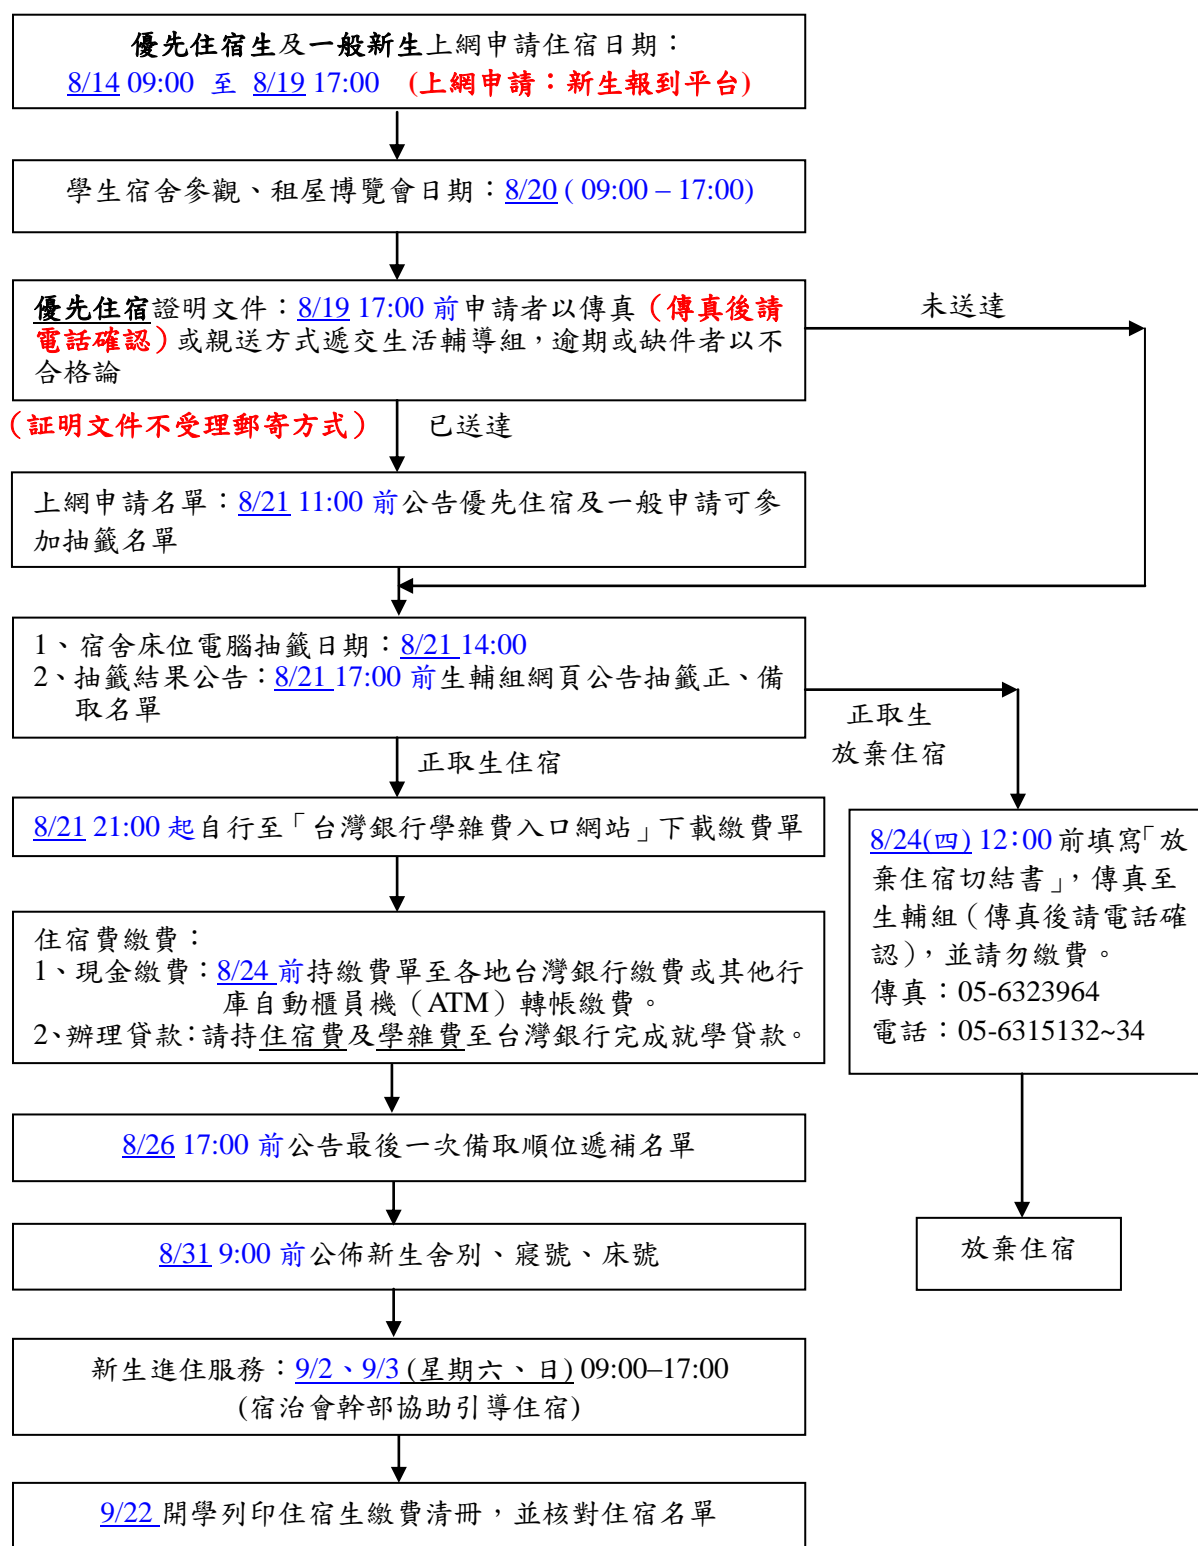 優先住宿生及一般新生上網申請住宿日期：
8/14 09:00 至 8/19 17:00 (上網申請：新生報到平台)
學生宿舍參觀、租屋博覽會日期：8/20 ( 09:00 – 17:00)
優先住宿證明文件：8/19 17:00 前申請者以傳真（傳真後請
電話確認）或親送方式遞交生活輔導組，逾期或缺件者以不
合格論
未送達
（証明文件不受理郵寄方式）
已送達
上網申請名單：8/21 11:00 前公告優先住宿及一般申請可參
加抽籤名單
1、宿舍床位電腦抽籤日期：8/21 14:00
2、抽籤結果公告：8/21 17:00 前生輔組網頁公告抽籤正、備
取名單
正取生
放棄住宿
正取生住宿
8/21 21:00 起自行至「台灣銀行學雜費入口網站」下載繳費單
8/24(四) 12：00 前填寫「放
棄住宿切結書」，傳真至
生輔組（傳真後請電話確
認），並請勿繳費。
傳真：05-6323964
電話：05-6315132~34
住宿費繳費：
1、現金繳費：8/24 前持繳費單至各地台灣銀行繳費或其他行
庫自動櫃員機（ATM）轉帳繳費。
2、辦理貸款：請持住宿費及學雜費至台灣銀行完成就學貸款。
8/26 17:00 前公告最後一次備取順位遞補名單
8/31 9:00 前公佈新生舍別、寢號、床號
放棄住宿
新生進住服務：9/2、9/3 (星期六、日) 09:00–17:00
(宿治會幹部協助引導住宿)
9/22 開學列印住宿生繳費清冊，並核對住宿名單